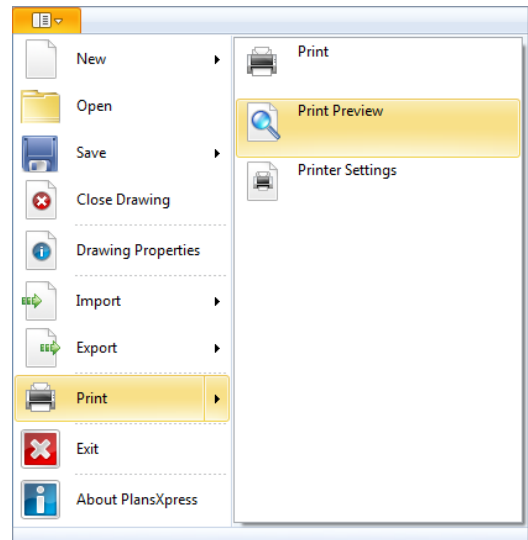 New
Open
Save
Close Drawing
Drawing Properties
Import
Export
Print
Exit
About PlansXpress
Print
Print Preview
Printer Settings